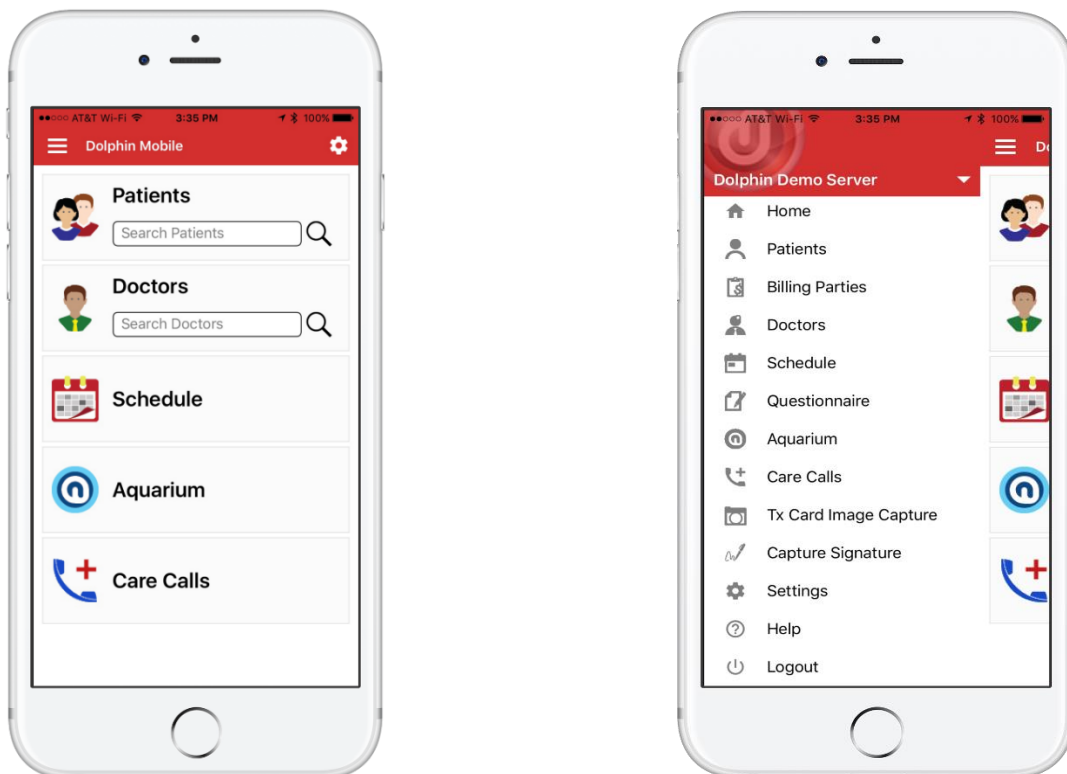 AT&T Wi-Fi 3:35 PM 100%
Dolphin Mobile
Patients
Search Patients
Doctors
Search Doctors
Schedule
Aquarium
Care Calls
AT&T Wi-Fi 3:35 PM 100%
Do
Dolphin Demo Server
Home
Patients
Billing Parties
Doctors
Schedule
Questionnaire
Aquarium
Care Calls
Tx Card Image Capture
Capture Signature
Settings
Help
Logout